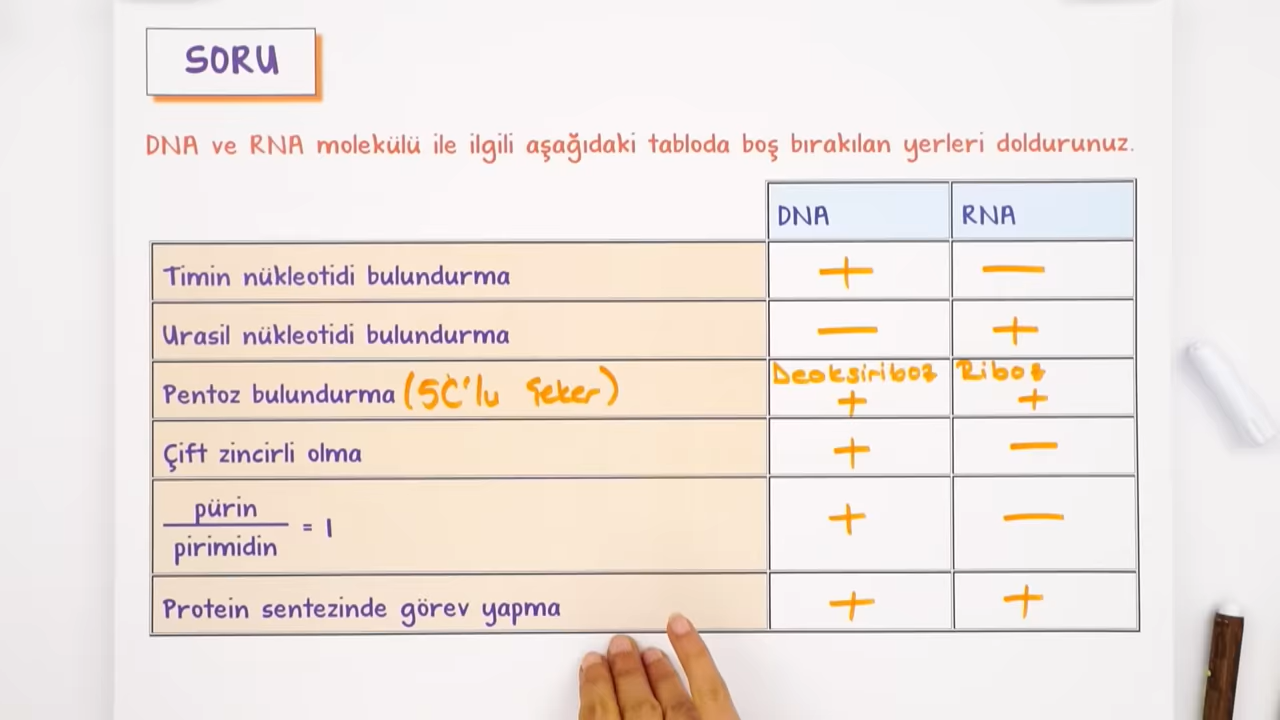 SORU
DNA ve RNA molekülü ile ilgili aşağıdaki tabloda boş bırakılan yerleri doldurunuz.
DNA RNA
Timin nükleotidi bulundurma + —
Urasil nükleotidi bulundurma — +
Pentoz bulundurma (5C'lu şeker) Deoksiriboz + Riboz +
Çift zincirli olma + —
pürin
pirimidin
= 1 + —
Protein sentezinde görev yapma + +